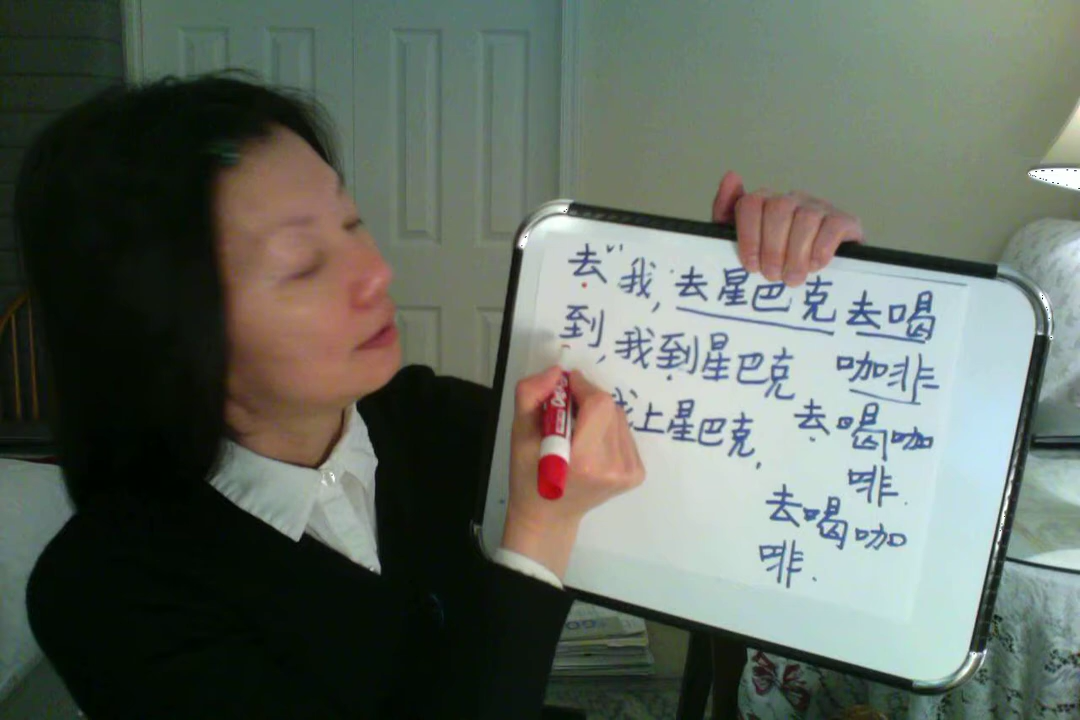 去" 我, 去星巴克 去喝
咖啡
到, 我到星巴克
去喝咖
啡.
我上星巴克.
去喝咖
啡.